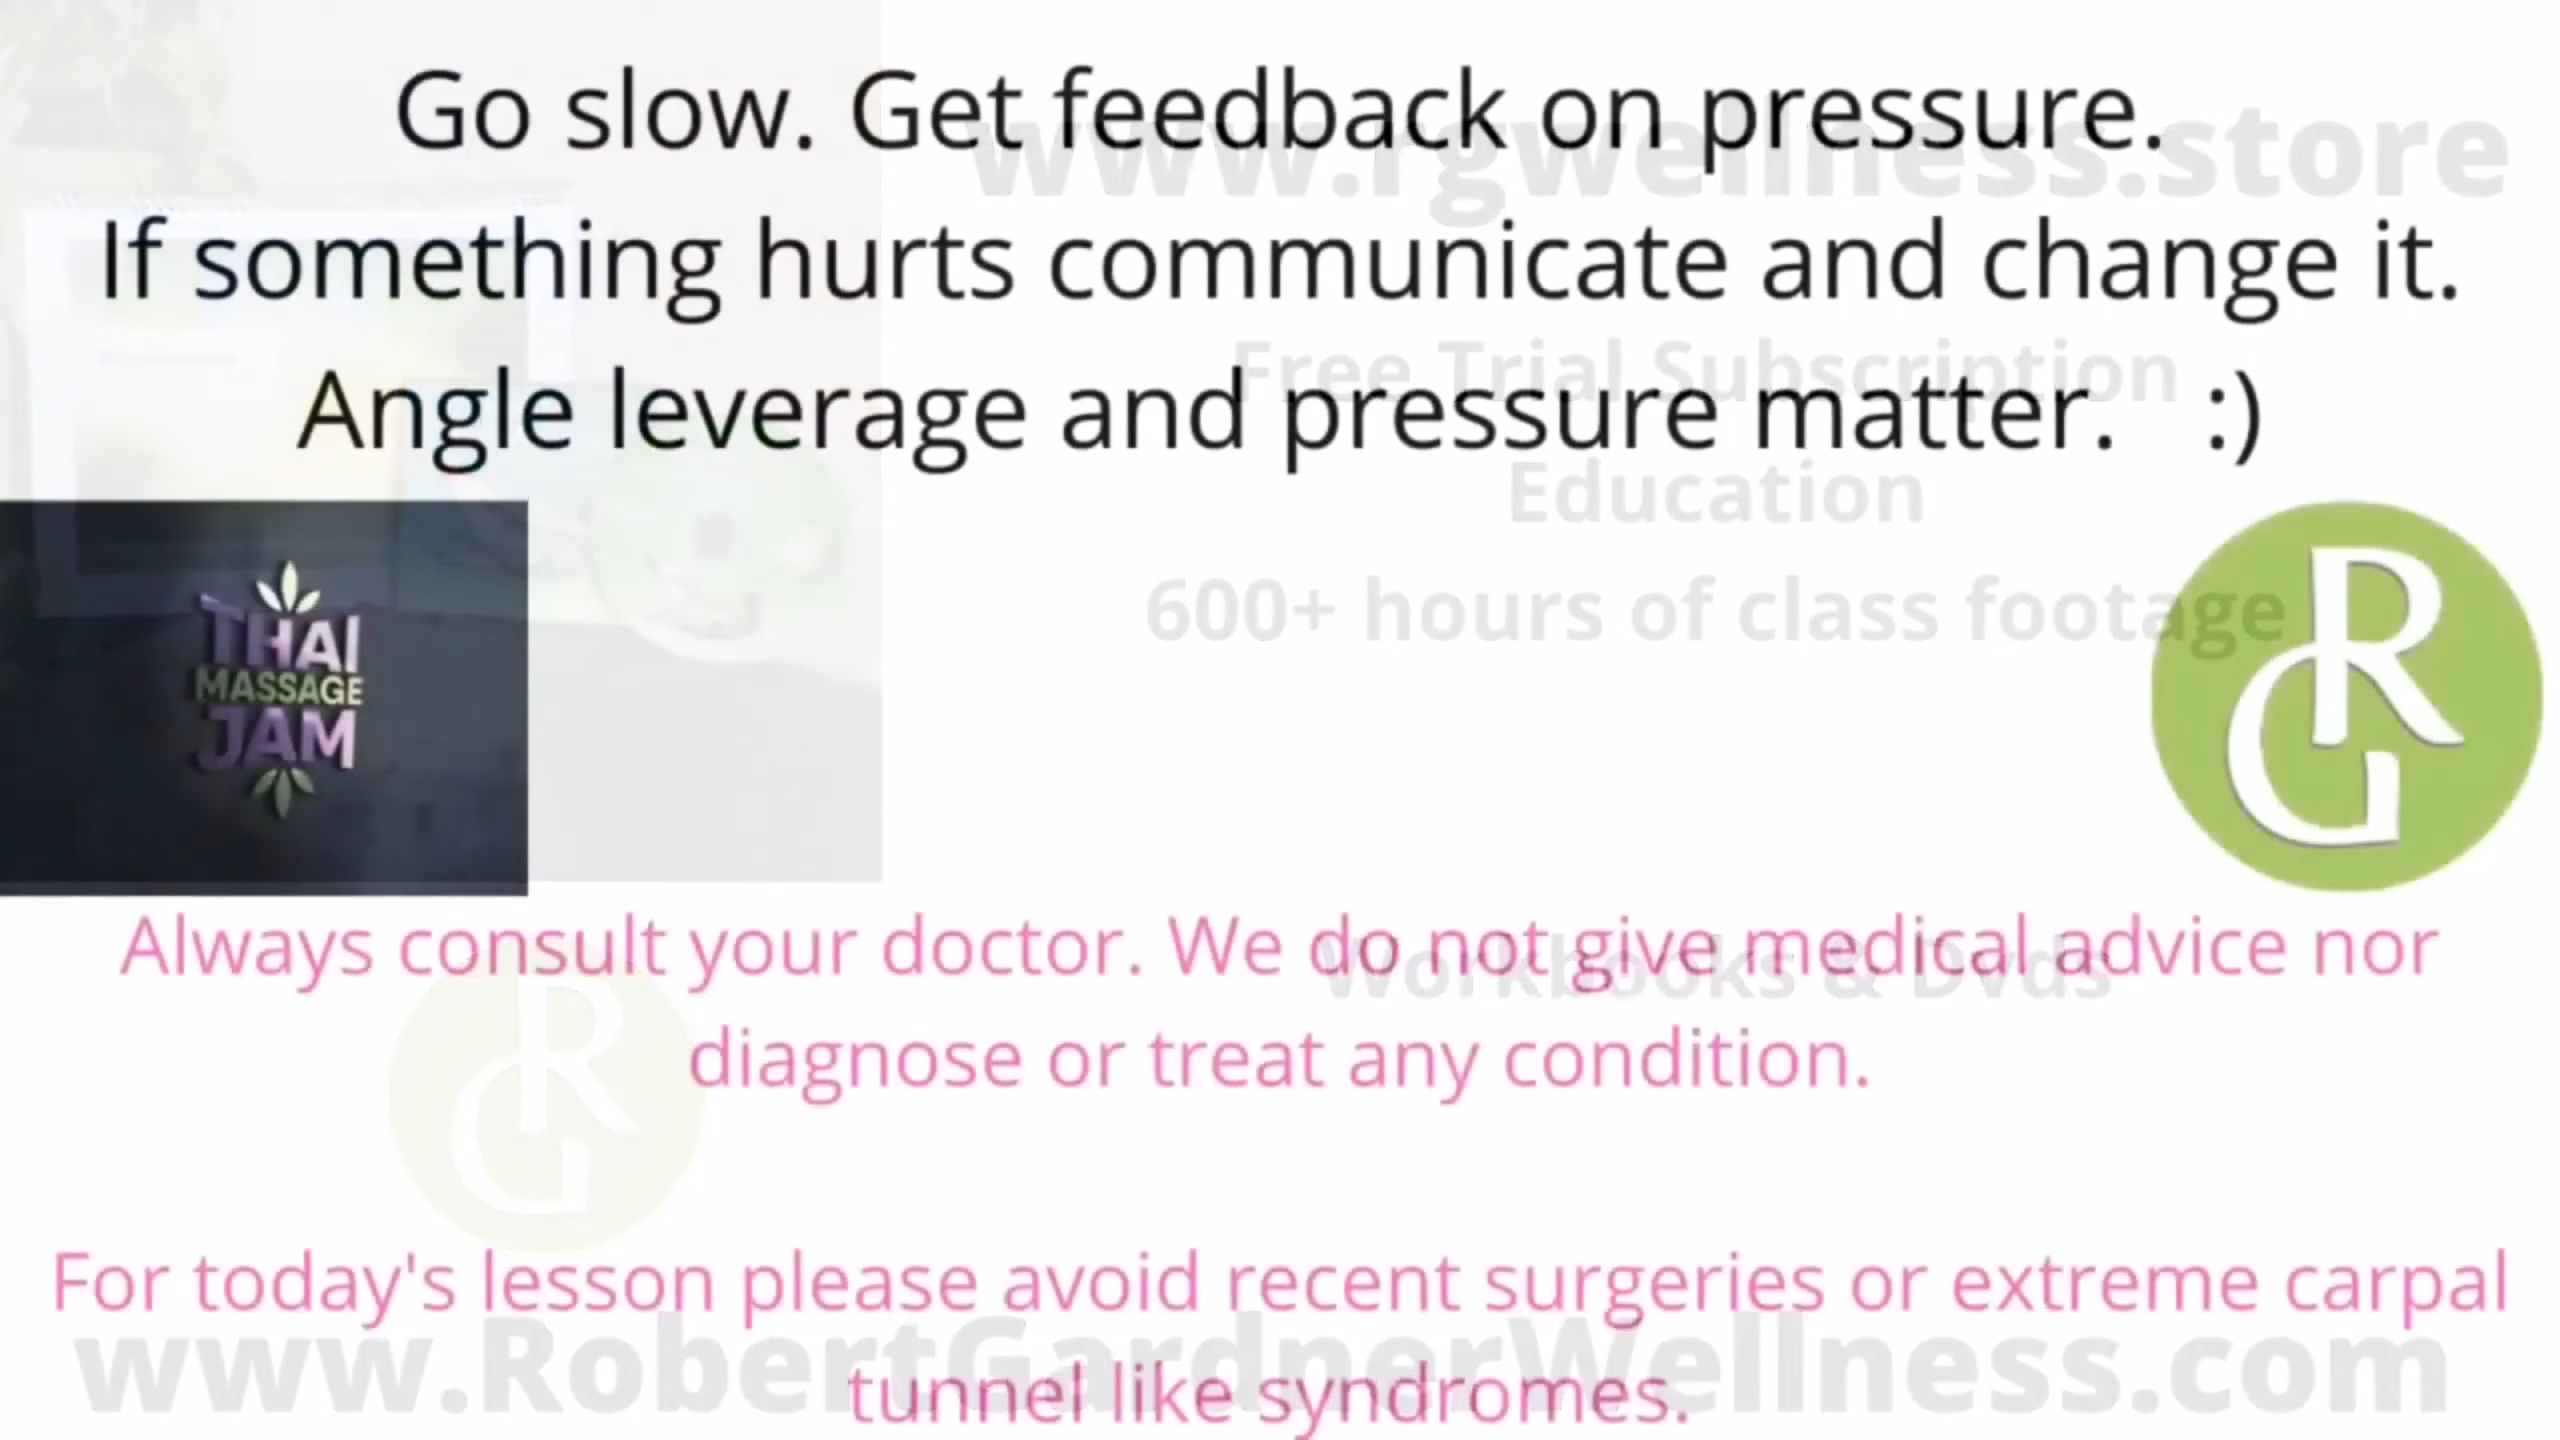 Go slow. Get feedback on pressure.
www.rgwellness.store
If something hurts communicate and change it.
Free Trial Subscription
Angle leverage and pressure matter.   :)
Education
600+ hours of class footage
THAI
MASSAGE
JAM
RG
Always consult your doctor. We do not give medical advice nor
Workbooks & Dvds
diagnose or treat any condition.
RG
For today's lesson please avoid recent surgeries or extreme carpal
www.RobertGardnerWellness.com
tunnel like syndromes.